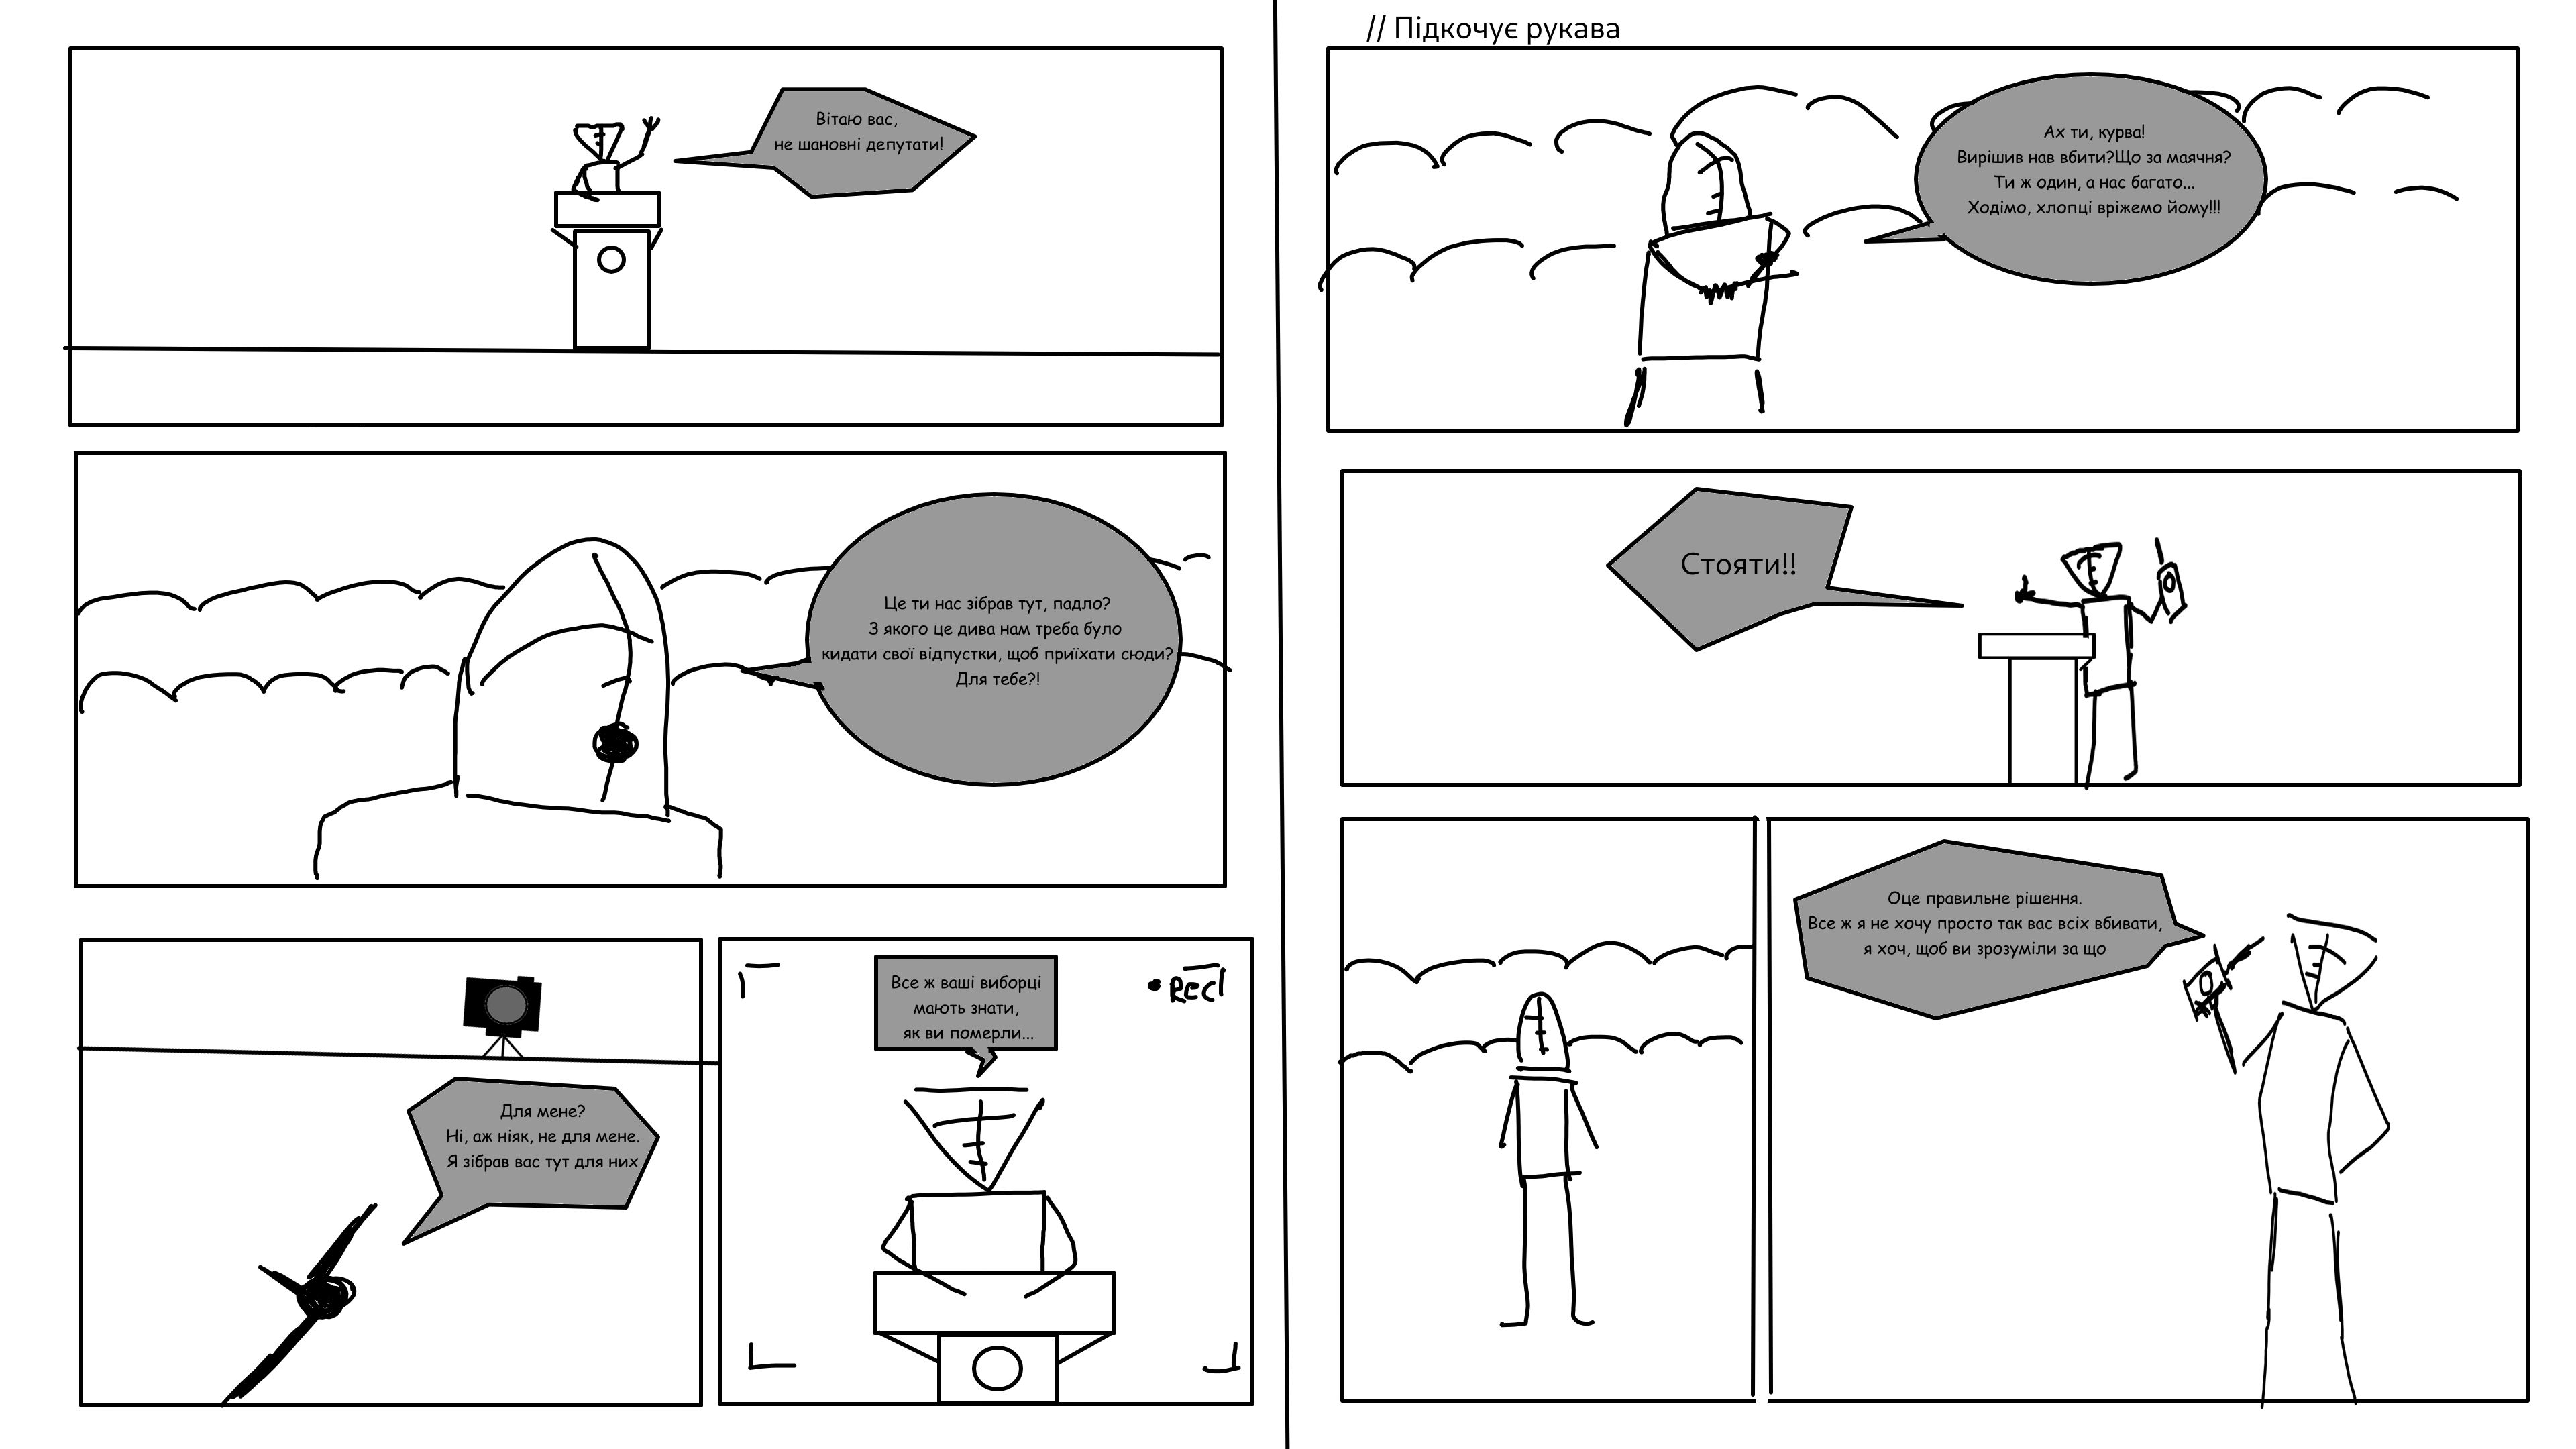 Вітаю вас,
не шановні депутати!
Це ти нас зібрав тут, падло?
З якого це дива нам треба було
кидати свої відпустки, щоб приїхати сюди?
Для тебе?!
Для мене?
Ні, аж ніяк, не для мене.
Я зібрав вас тут для них
Все ж ваші виборці
мають знати,
як ви померли...
REC
// Підкочує рукава
Ах ти, курва!
Вирішив нав вбити?Що за маячня?
Ти ж один, а нас багато...
Ходімо, хлопці вріжемо йому!!!
Стояти!!
Оце правильне рішення.
Все ж я не хочу просто так вас всіх вбивати,
я хоч, щоб ви зрозуміли за що